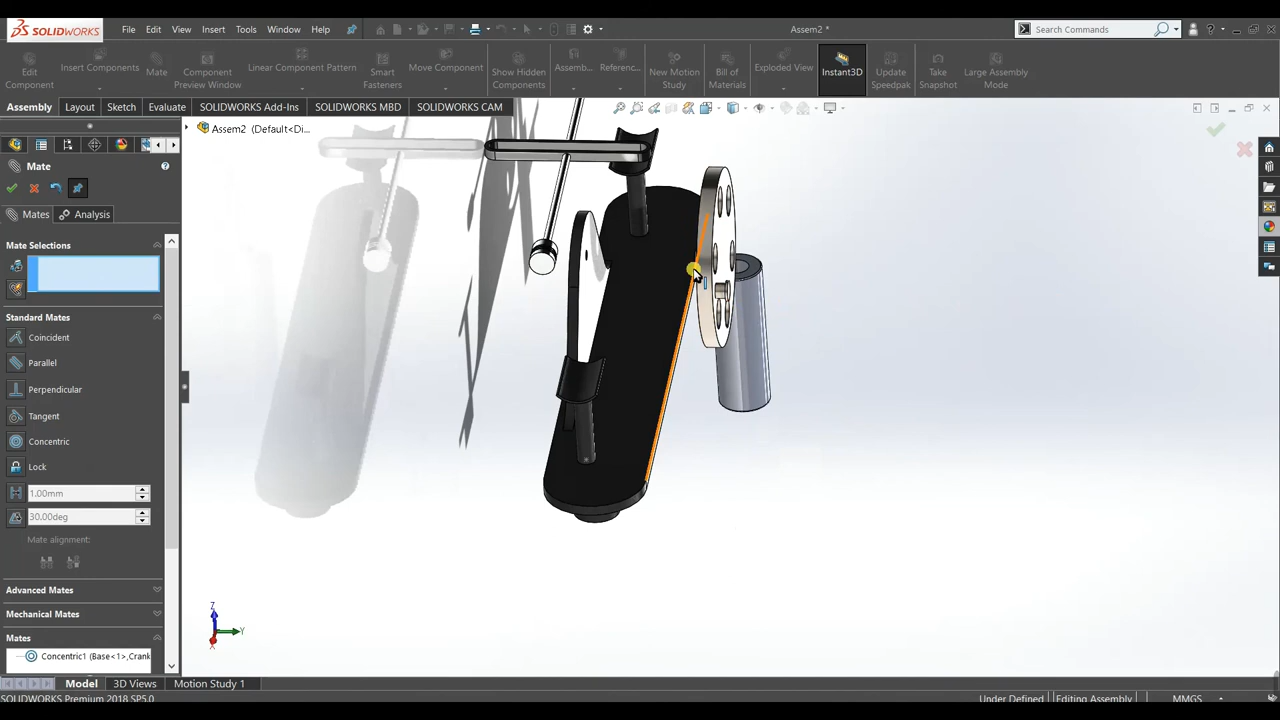 SOLIDWORKS File Edit View Insert Tools Window Help Assem2 * Search Commands
Edit Component
Insert Components
Mate
Component Preview Window
Linear Component Pattern
Smart Fasteners
Move Component
Show Hidden Components
Assemb...
Referenc...
New Motion Study
Bill of Materials
Exploded View
Instant3D
Update Speedpak
Take Snapshot
Large Assembly Mode
Assembly Layout Sketch Evaluate SOLIDWORKS Add-Ins SOLIDWORKS MBD SOLIDWORKS CAM
Assem2 (Default<Di...
Mate
Mates Analysis
Mate Selections
Standard Mates
Coincident
Parallel
Perpendicular
Tangent
Concentric
Lock
1.00mm
30.00deg
Mate alignment:
Advanced Mates
Mechanical Mates
Mates
Concentric1 (Base<1>,Crank
Z
Y
X
Model 3D Views Motion Study 1
SOLIDWORKS Premium 2018 SP5.0 Under Defined Editing Assembly MMGS